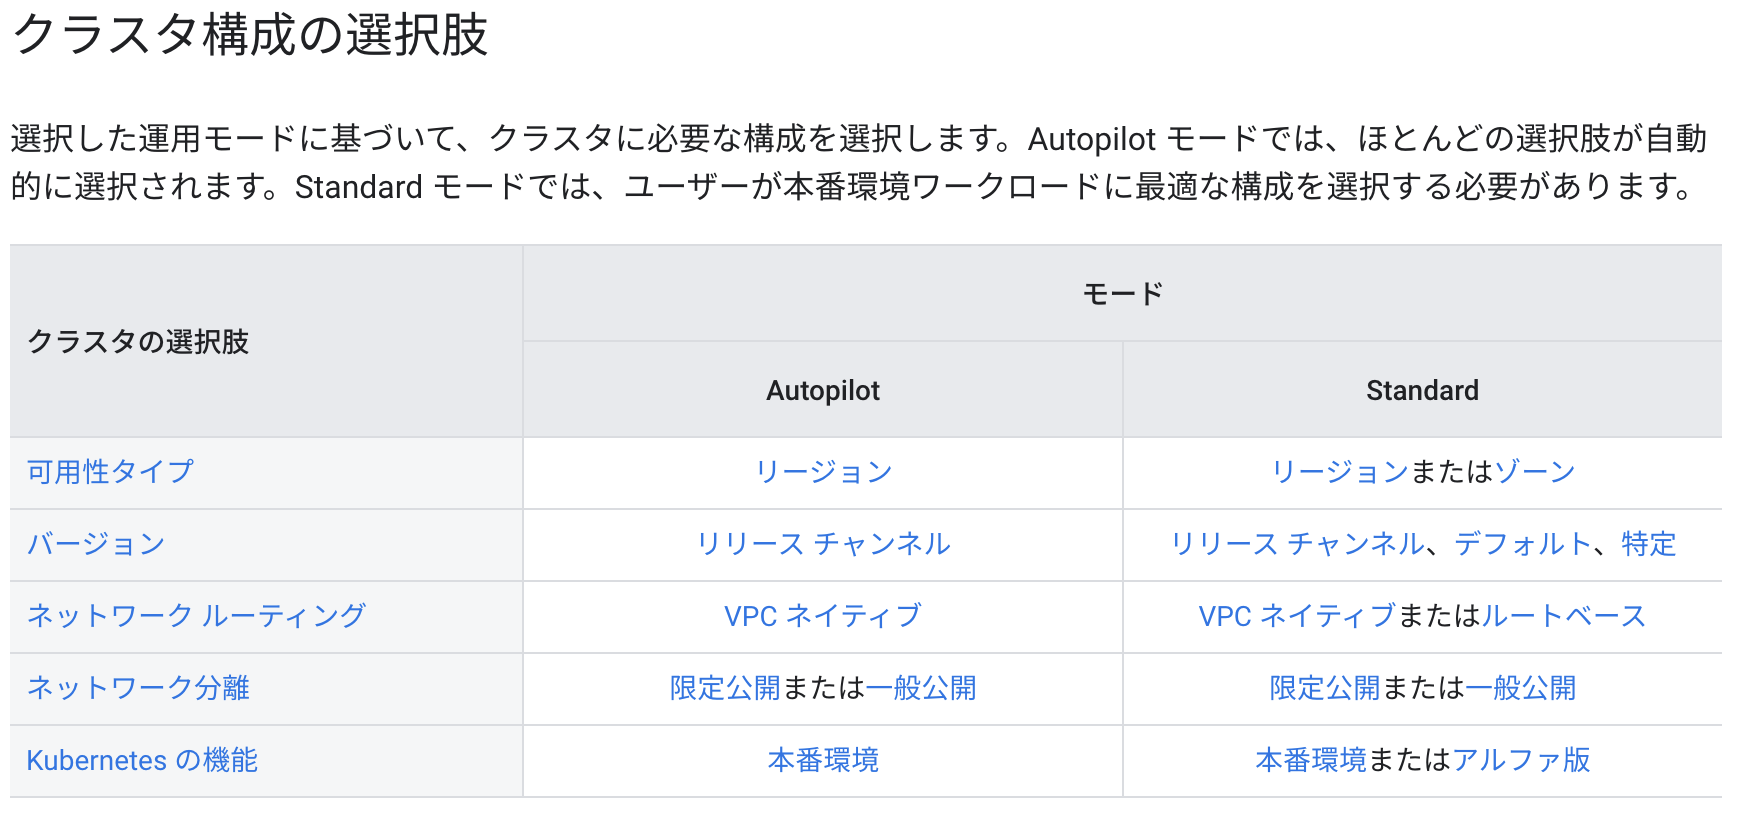 クラスタ構成の選択肢
選択した運用モードに基づいて、クラスタに必要な構成を選択します。Autopilot モードでは、ほとんどの選択肢が自動
的に選択されます。Standard モードでは、ユーザーが本番環境ワークロードに最適な構成を選択する必要があります。
クラスタの選択肢
モード
Autopilot
Standard
可用性タイプ
リージョン
リージョンまたはゾーン
バージョン
リリース チャンネル
リリース チャンネル、デフォルト、特定
ネットワーク ルーティング
VPC ネイティブ
VPC ネイティブまたはルートベース
ネットワーク分離
限定公開または一般公開
限定公開または一般公開
Kubernetes の機能
本番環境
本番環境またはアルファ版